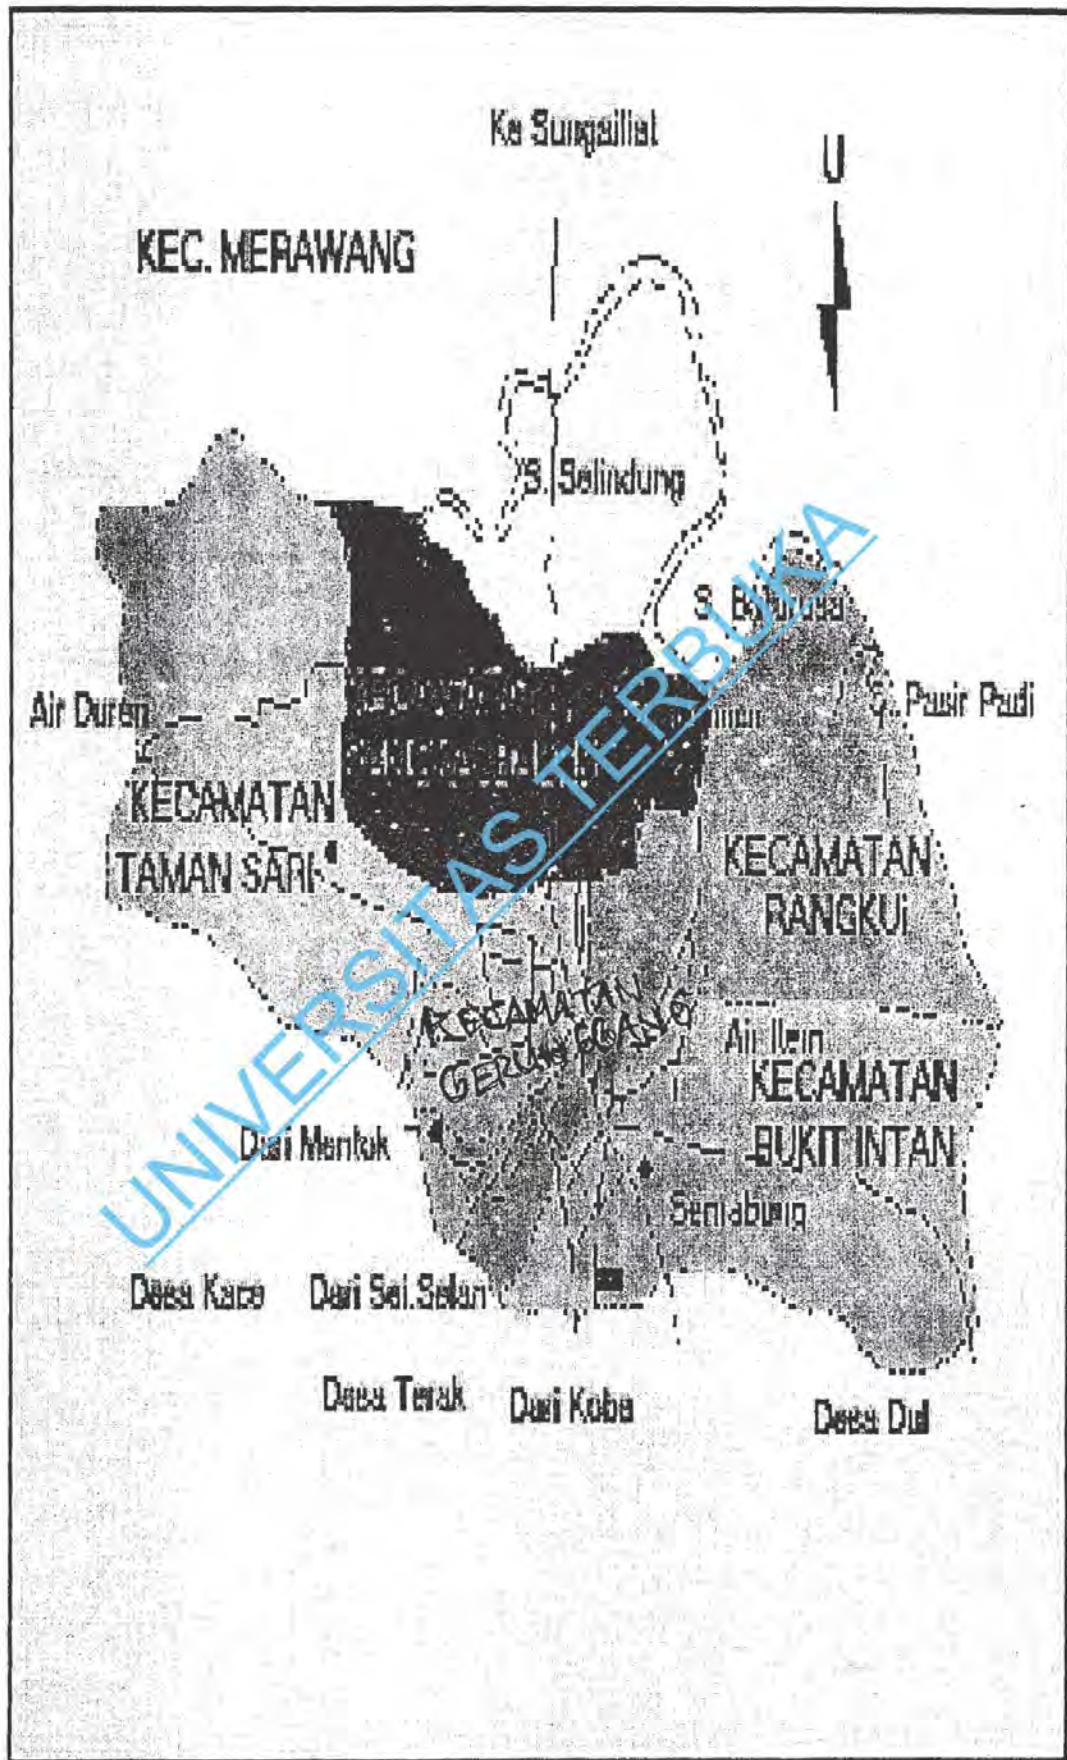 Ke Sungailiat
U
KEC. MERAWANG
S. Selindung
Air Duren
Pasir Padi
KECAMATAN
TAMAN SARI
KECAMATAN
RANGKUi
KECAMATAN
GERUNGGANG
Air Itam
KECAMATAN
BUKIT INTAN
Dari Mentok
Semabung
Desa Kace
Dari Sei.Selan
Desa Terak
Dari Koba
Desa Dul
UNIVERSITAS TERBUKA